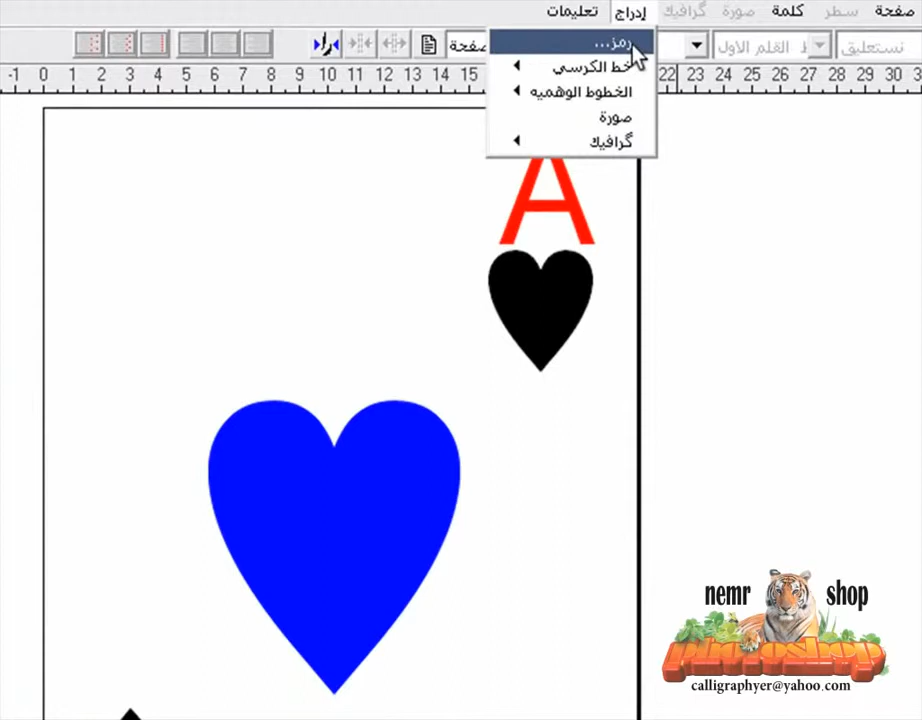 صفحة سطر كلمة صورة گرافيك إدراج تعليمات
نستعليق القلم الاول صفحة
رمز...
خط الكرسي
الخطوط الوهميه
صورة
گرافيك
-1 0 1 2 3 4 5 6 7 8 9 10 11 12 13 14 15 22 23 24 25 26 27 28 29 30 3
A
nemr shop
photoshop
calligraphyer@yahoo.com